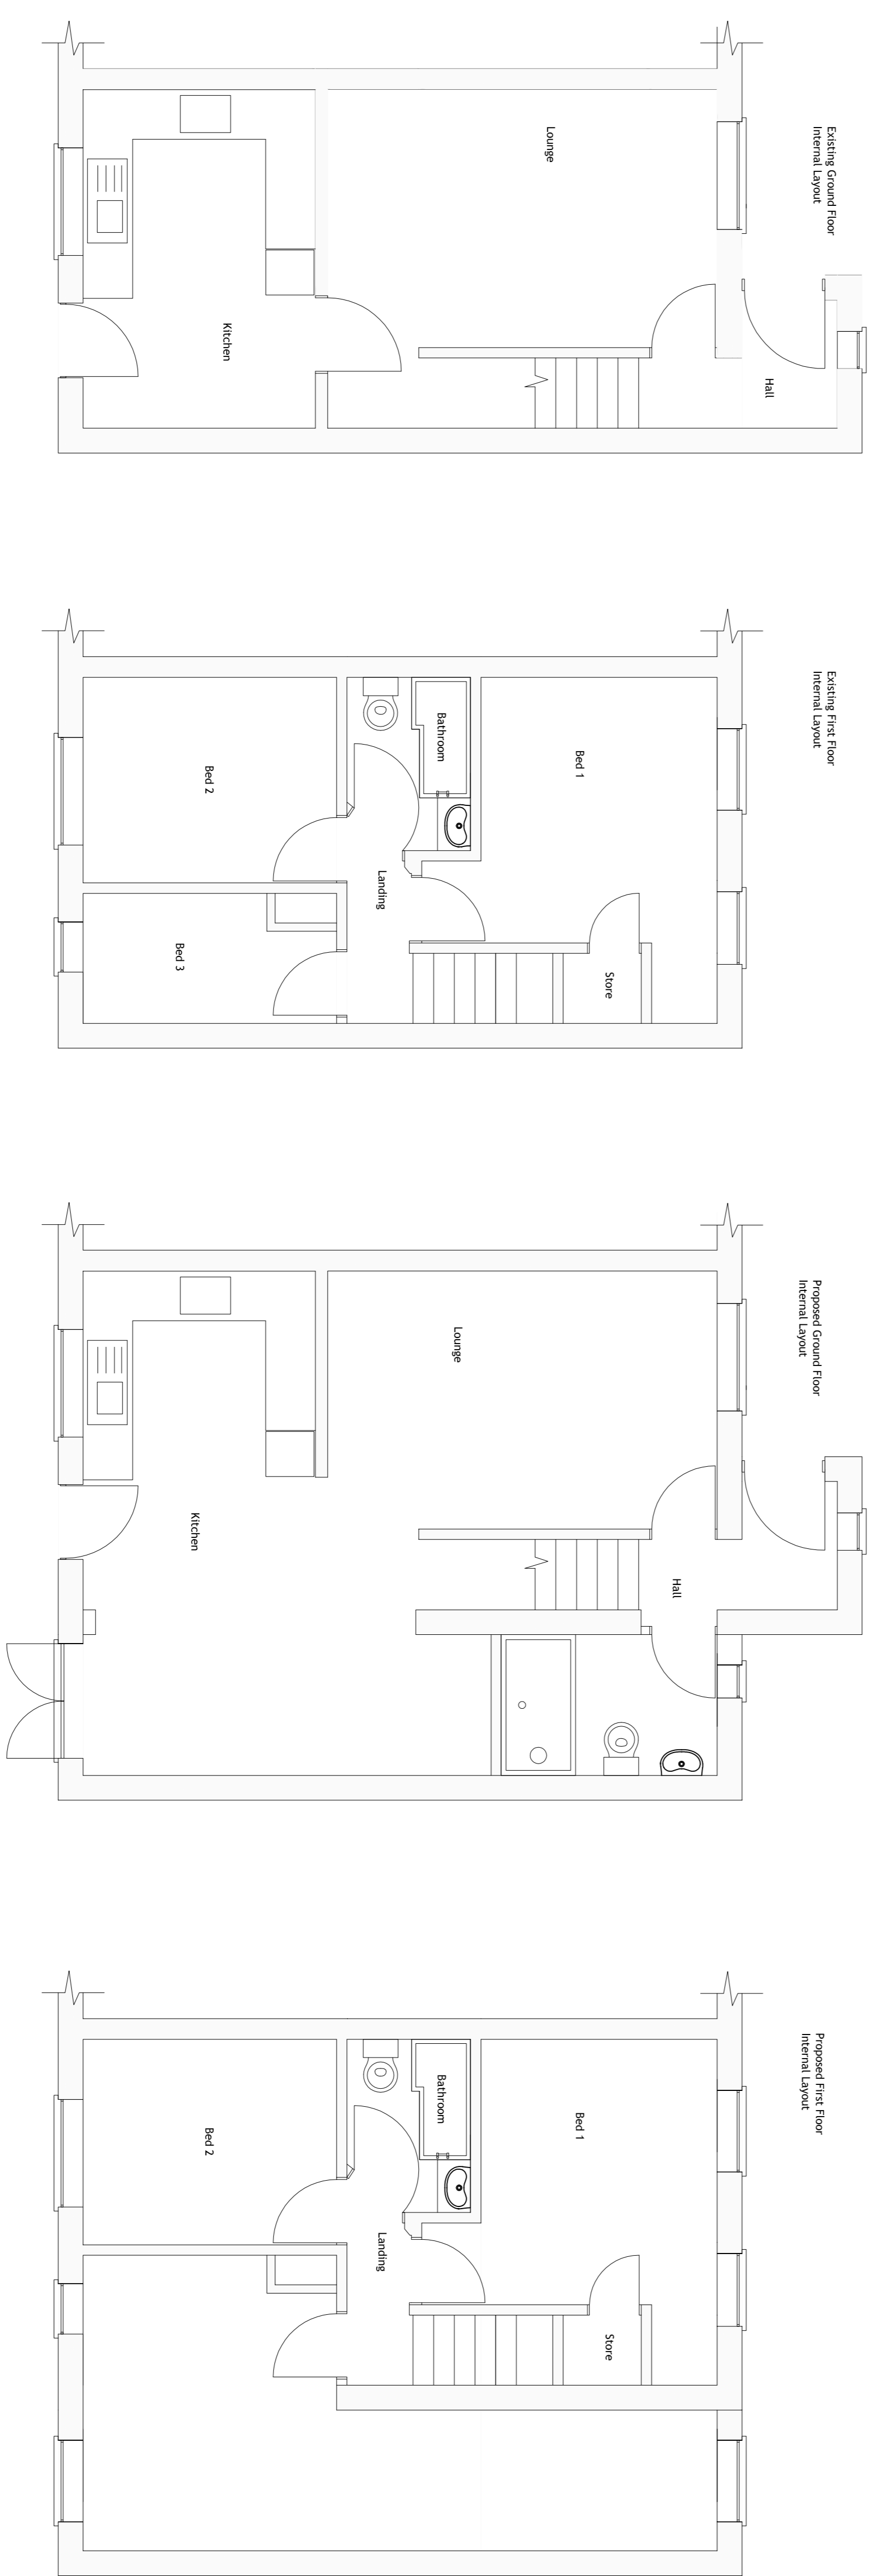 Existing Ground Floor
Internal Layout
Lounge
Kitchen
Hall
Existing First Floor
Internal Layout
Bed 1
Bathroom
Bed 2
Landing
Bed 3
Store
Proposed Ground Floor
Internal Layout
Lounge
Kitchen
Hall
Proposed First Floor
Internal Layout
Bed 1
Bathroom
Bed 2
Landing
Store